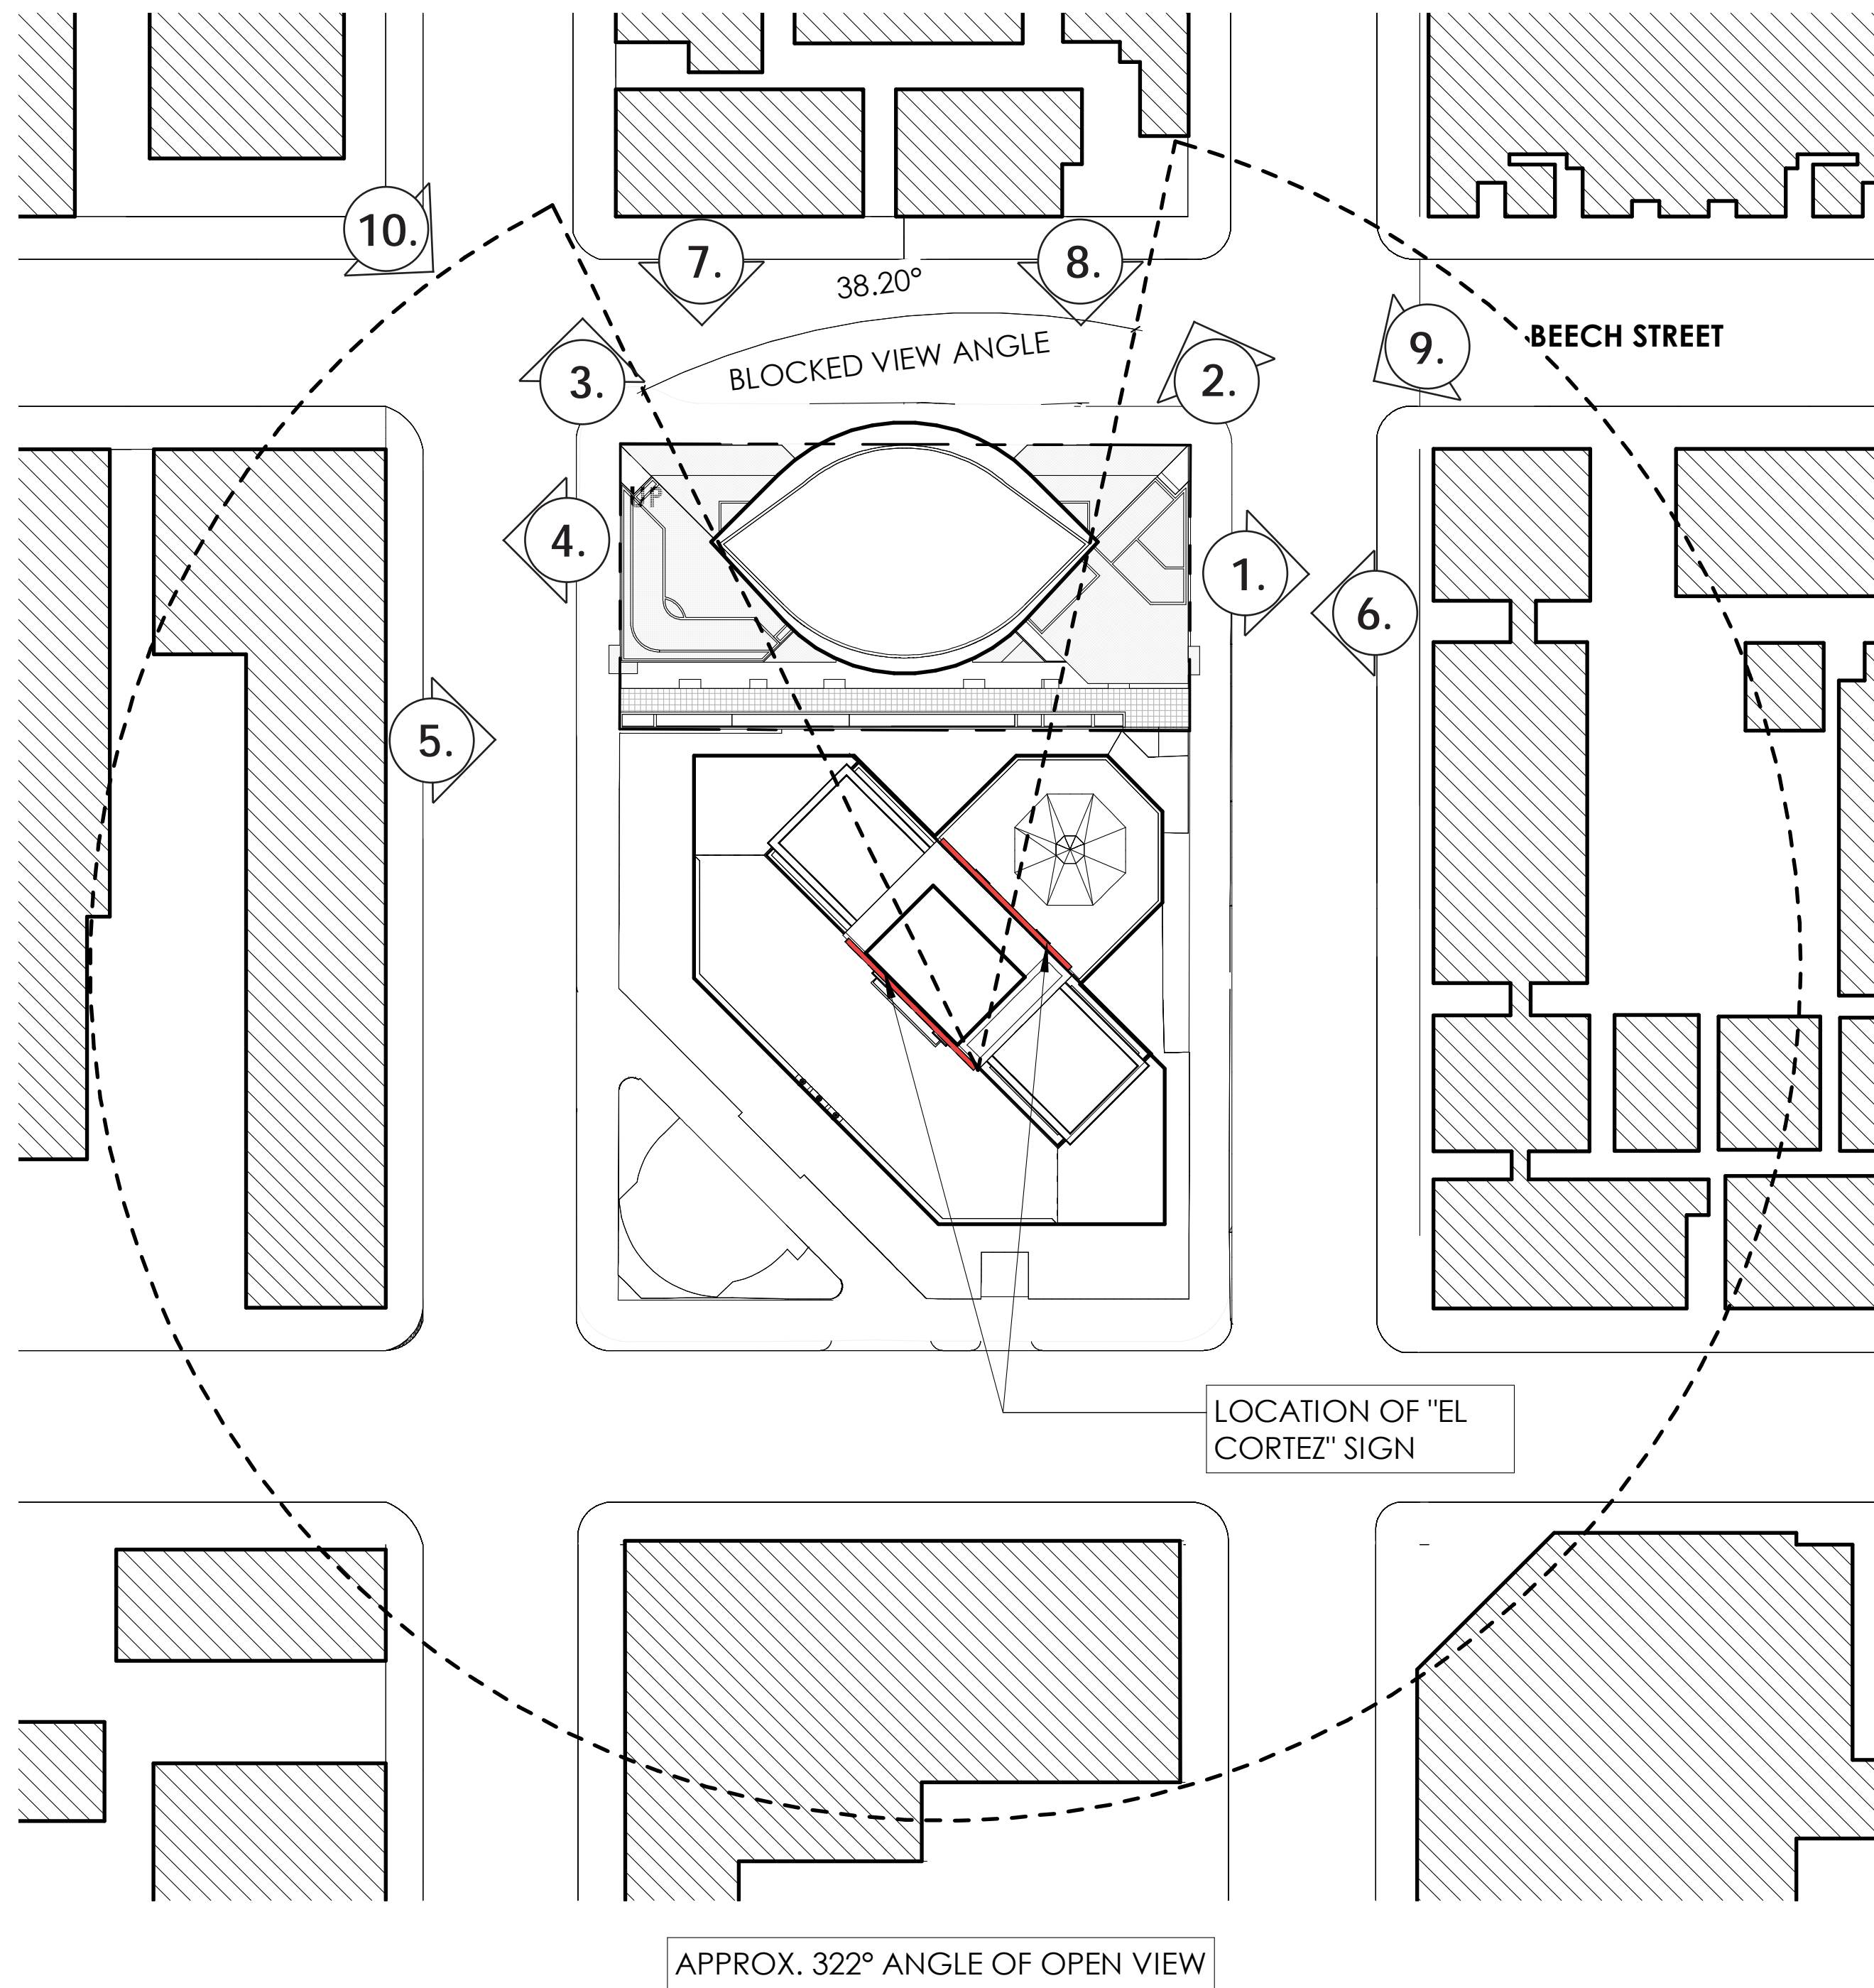 10.
7.
8.
38.20°
BEECH STREET
9.
3.
BLOCKED VIEW ANGLE
2.
4.
1.
6.
5.
LOCATION OF "EL
CORTEZ" SIGN
APPROX. 322° ANGLE OF OPEN VIEW